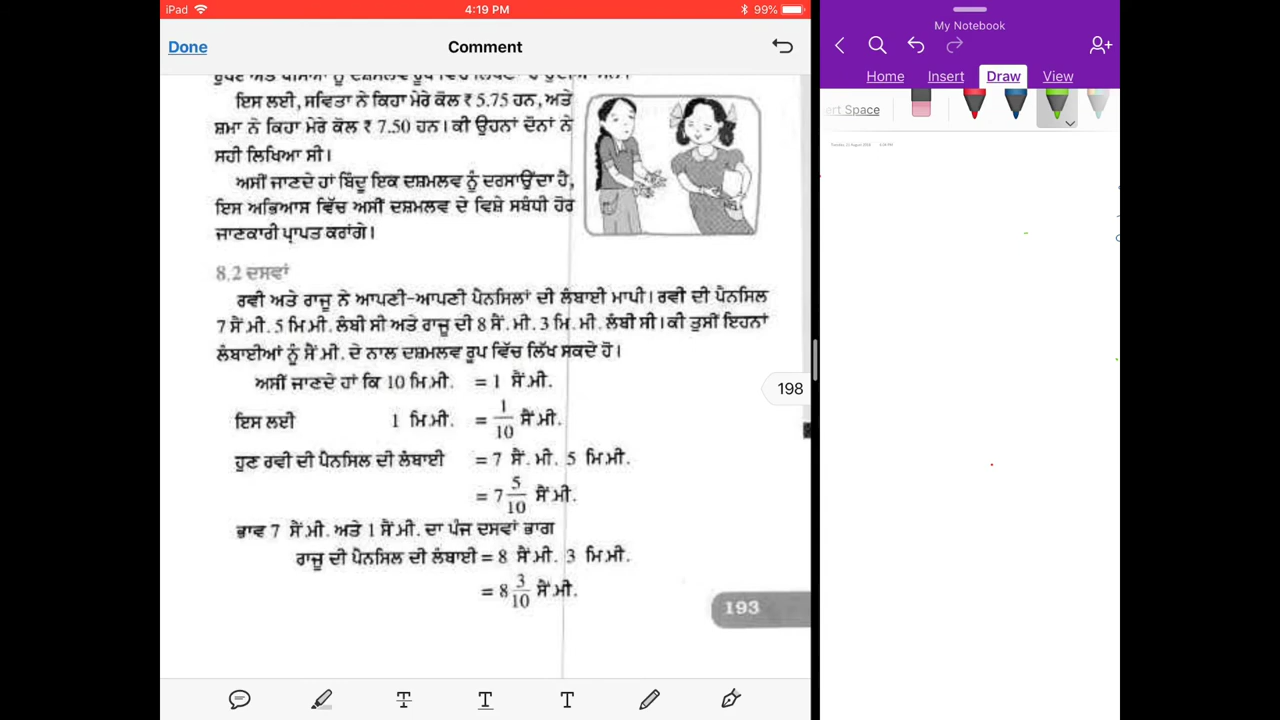 iPad 4:19 PM 99%
Done Comment
ਇਸ ਲਈ, ਸਵਿਤਾ ਨੇ ਕਿਹਾ ਮੇਰੇ ਕੋਲ ₹ 5.75 ਹਨ, ਅਤੇ
ਸ਼ਮਾ ਨੇ ਕਿਹਾ ਮੇਰੇ ਕੋਲ ₹ 7.50 ਹਨ। ਕੀ ਉਹਨਾਂ ਦੋਨਾਂ ਨੇ
ਸਹੀ ਲਿਖਿਆ ਸੀ।
ਅਸੀਂ ਜਾਣਦੇ ਹਾਂ ਬਿੰਦੂ ਇਕ ਦਸ਼ਮਲਵ ਨੂੰ ਦਰਸਾਉਂਦਾ ਹੈ,
ਇਸ ਅਭਿਆਸ ਵਿੱਚ ਅਸੀਂ ਦਸ਼ਮਲਵ ਦੇ ਵਿਸ਼ੇ ਸਬੰਧੀ ਹੋਰ
ਜਾਣਕਾਰੀ ਪ੍ਰਾਪਤ ਕਰਾਂਗੇ।
8.2 ਦਸਵਾਂ
ਰਵੀ ਅਤੇ ਰਾਜੂ ਨੇ ਆਪਣੀ-ਆਪਣੀ ਪੈਨਸਿਲਾਂ ਦੀ ਲੰਬਾਈ ਮਾਪੀ। ਰਵੀ ਦੀ ਪੈਨਸਿਲ
7 ਸੈਂ.ਮੀ. 5 ਮਿ.ਮੀ. ਲੰਬੀ ਸੀ ਅਤੇ ਰਾਜੂ ਦੀ 8 ਸੈਂ. ਮੀ. 3 ਮਿ. ਮੀ. ਲੰਬੀ ਸੀ। ਕੀ ਤੁਸੀਂ ਇਹਨਾਂ
ਲੰਬਾਈਆਂ ਨੂੰ ਸੈਂ.ਮੀ. ਦੇ ਨਾਲ ਦਸ਼ਮਲਵ ਰੂਪ ਵਿੱਚ ਲਿੱਖ ਸਕਦੇ ਹੋ।
ਅਸੀਂ ਜਾਣਦੇ ਹਾਂ ਕਿ 10 ਮਿ.ਮੀ. = 1 ਸੈਂ.ਮੀ.
ਇਸ ਲਈ 1 ਮਿ.ਮੀ. = 1/10 ਸੈਂ.ਮੀ.
ਹੁਣ ਰਵੀ ਦੀ ਪੈਨਸਿਲ ਦੀ ਲੰਬਾਈ = 7 ਸੈਂ. ਮੀ. 5 ਮਿ.ਮੀ.
= 7 5/10 ਸੈਂ.ਮੀ.
ਭਾਵ 7 ਸੈਂ.ਮੀ. ਅਤੇ 1 ਸੈਂ.ਮੀ. ਦਾ ਪੰਜ ਦਸਵਾਂ ਭਾਗ
ਰਾਜੂ ਦੀ ਪੈਨਸਿਲ ਦੀ ਲੰਬਾਈ = 8 ਸੈਂ.ਮੀ. 3 ਮਿ.ਮੀ.
= 8 3/10 ਸੈਂ.ਮੀ.
193
198
My Notebook
Home Insert Draw View
ert Space